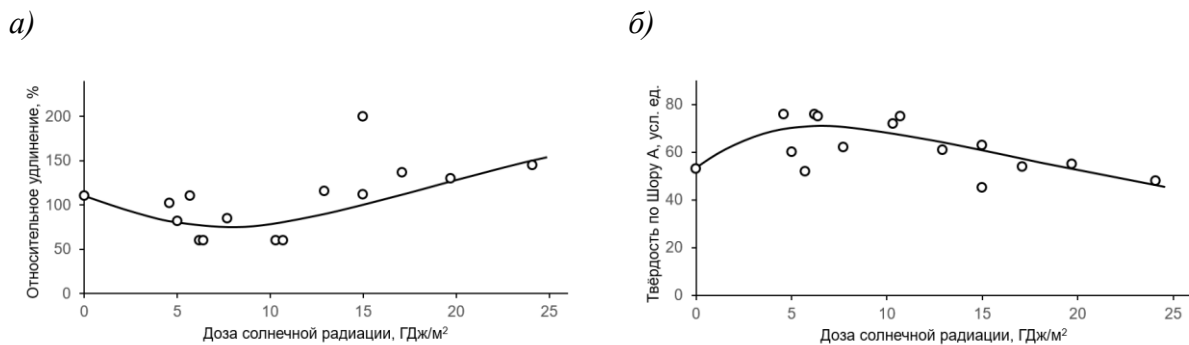 а)
Относительное удлинение, %
200
150
100
50
0
0 5 10 15 20 25
Доза солнечной радиации, ГДж/м²
б)
Твёрдость по Шору А, усл. ед.
80
60
40
20
0
0 5 10 15 20 25
Доза солнечной радиации, ГДж/м²